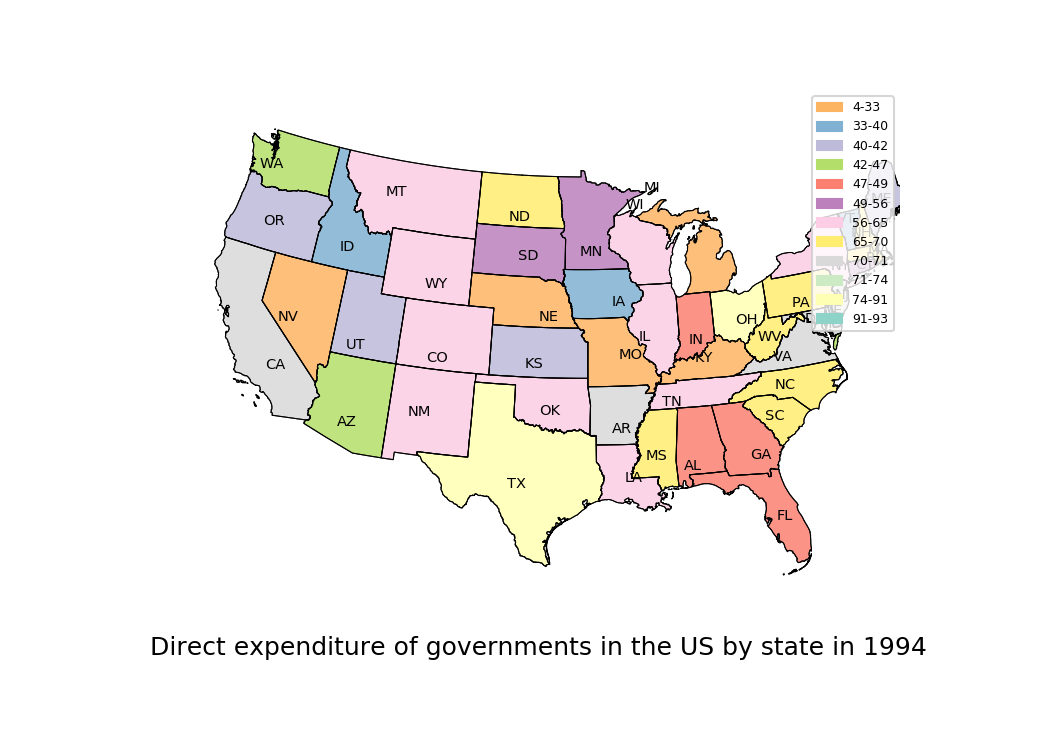 4-33
33-40
40-42
42-47
47-49
49-56
56-65
65-70
70-71
71-74
74-91
91-93
WA
MT
MI
WI
OR
ND
ID
MN
SD
WY
IA
NV
NE
PA
OH
UT
IL
IN
WV
MO
KY
VA
CO
KS
CA
NC
NM
OK
TN
SC
AZ
AR
MS
GA
AL
LA
TX
FL
Direct expenditure of governments in the US by state in 1994